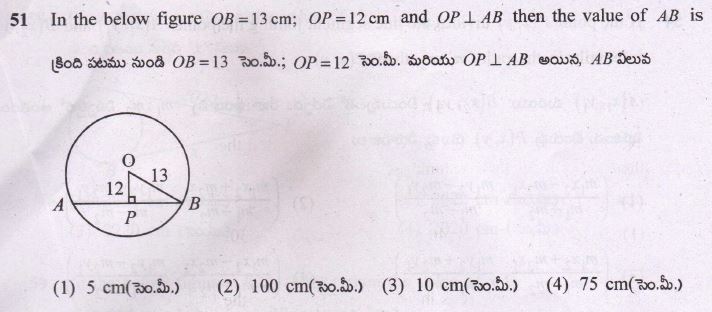 51 In the below figure OB = 13 cm; OP = 12 cm and OP ⊥ AB then the value of AB is
క్రింది పటము నుండి OB = 13 సెం.మీ.; OP = 12 సెం.మీ. మరియు OP ⊥ AB అయిన, AB విలువ
O
13
12
A
B
P
(1) 5 cm(సెం.మీ.) (2) 100 cm(సెం.మీ.) (3) 10 cm(సెం.మీ.) (4) 75 cm(సెం.మీ.)